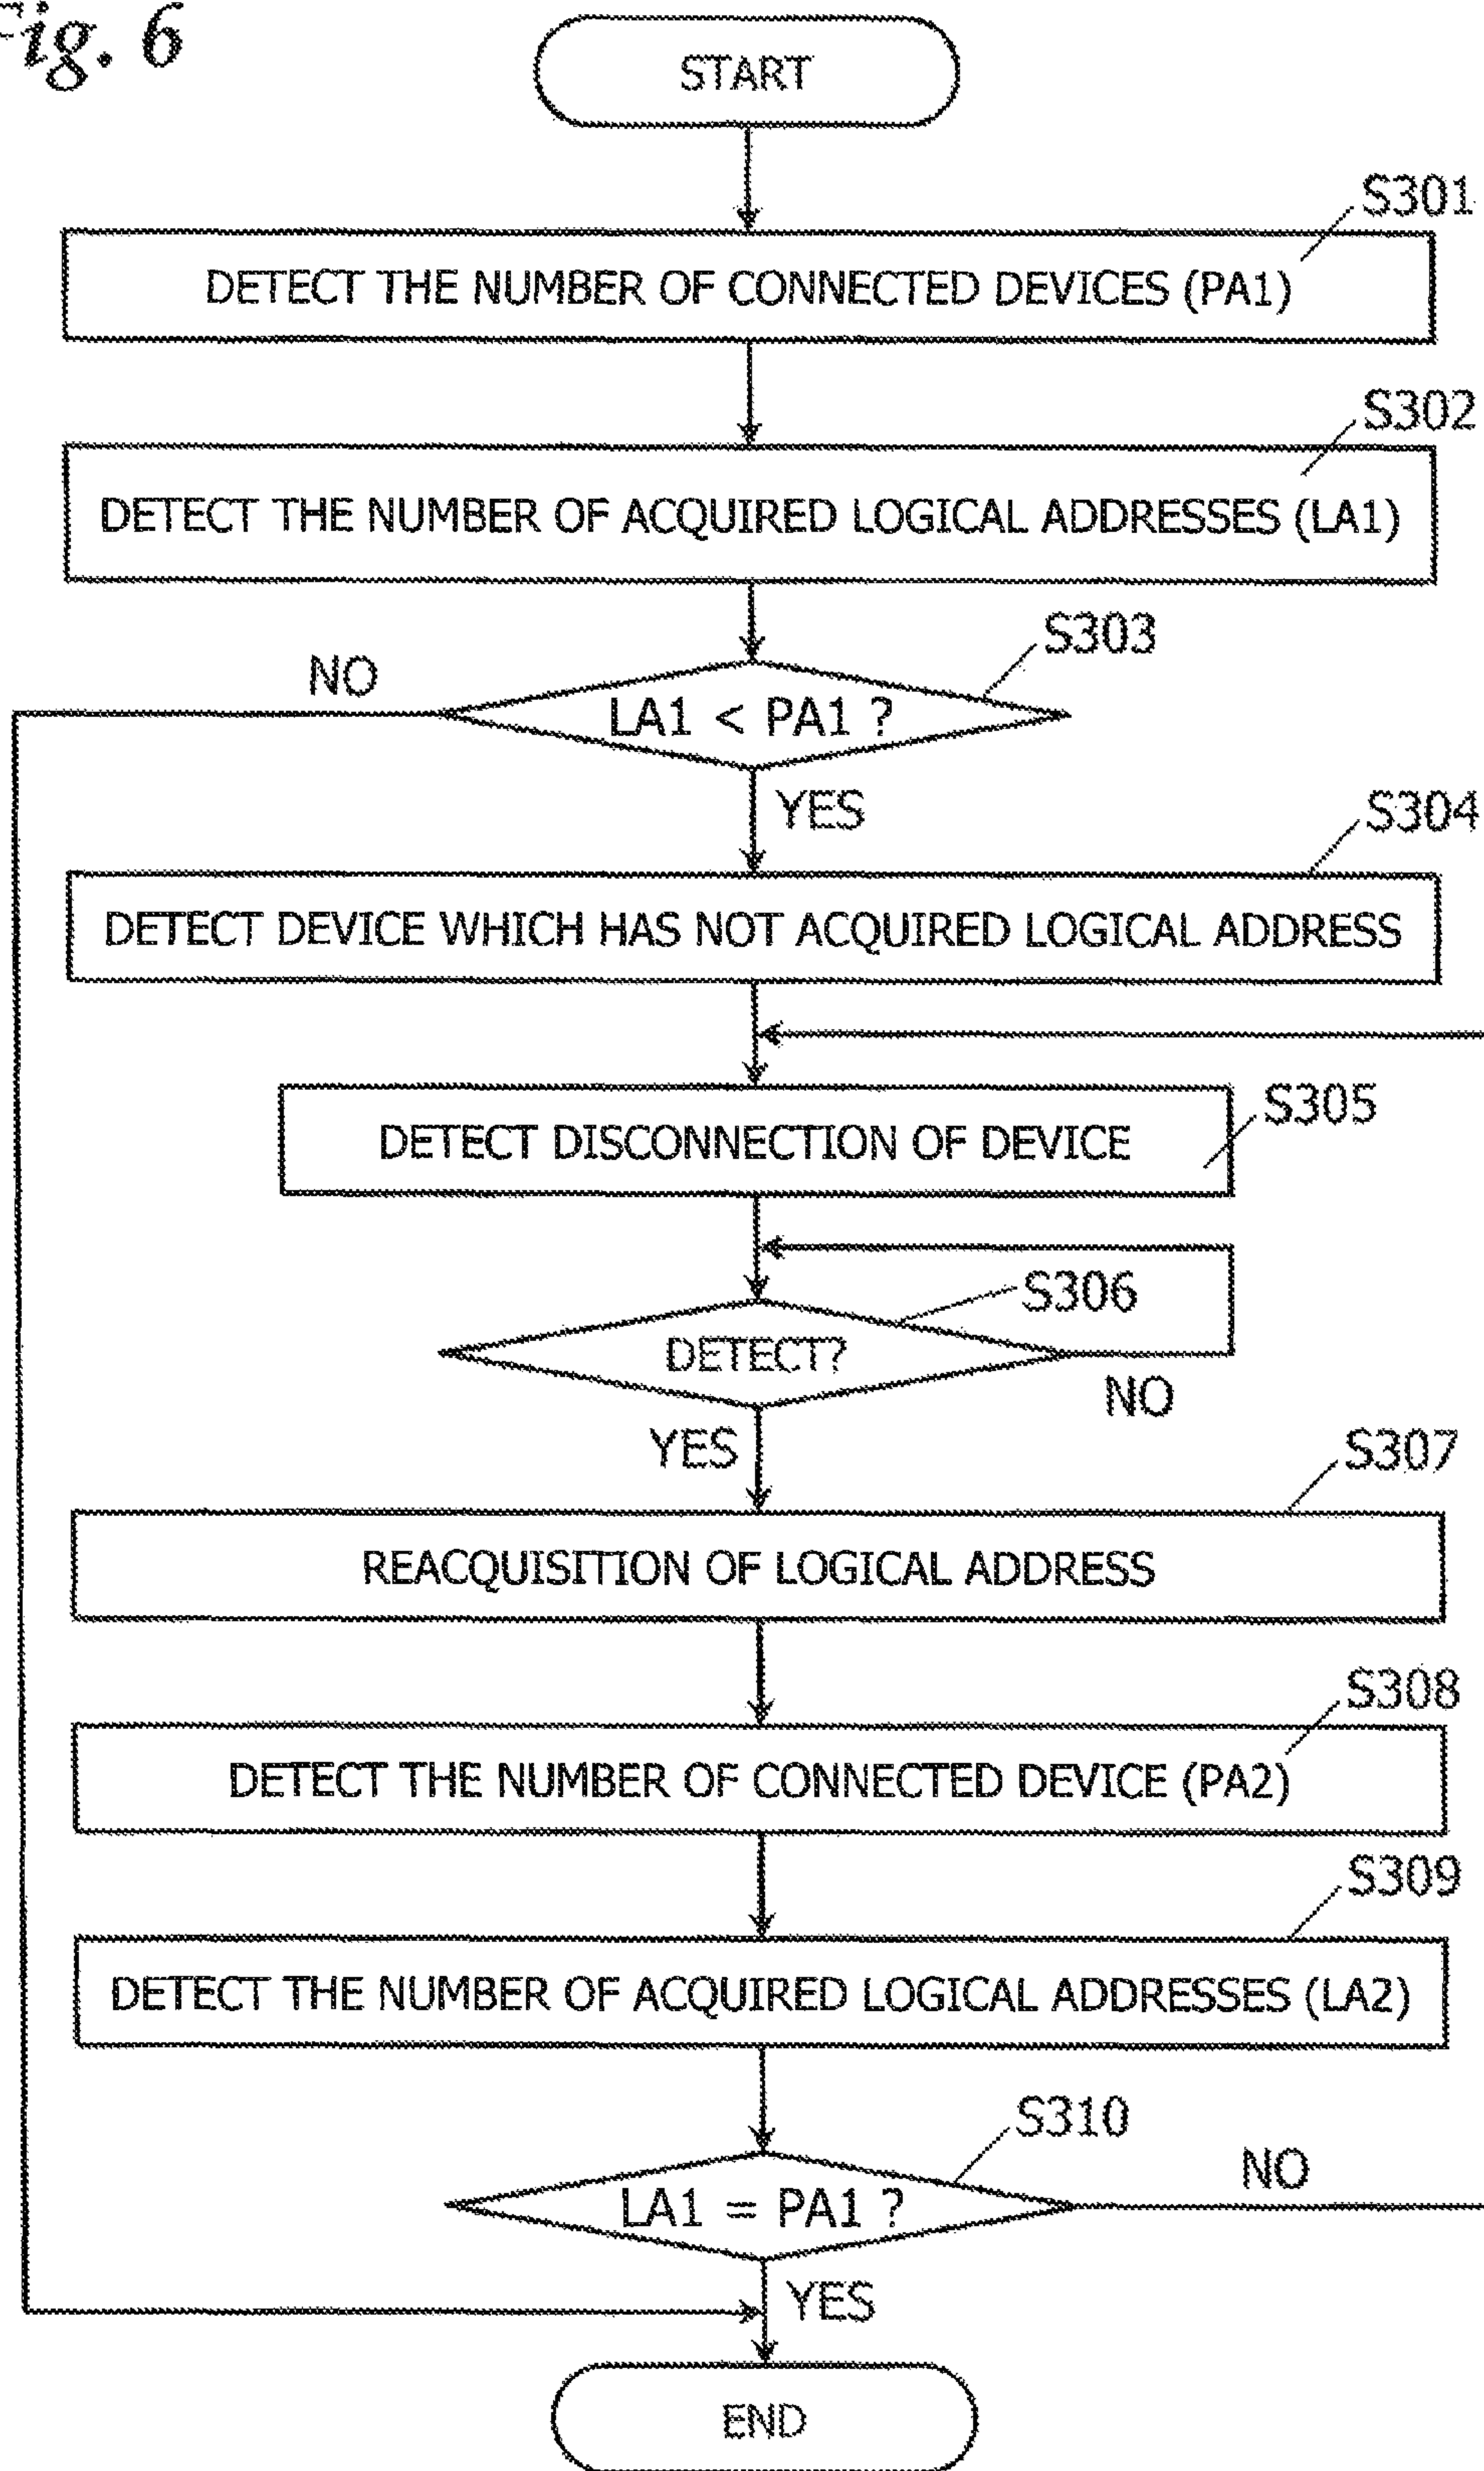 Fig. 6
START
S301
DETECT THE NUMBER OF CONNECTED DEVICES (PA1)
S302
DETECT THE NUMBER OF ACQUIRED LOGICAL ADDRESSES (LA1)
S303
NO
LA1 < PA1 ?
YES
S304
DETECT DEVICE WHICH HAS NOT ACQUIRED LOGICAL ADDRESS
S305
DETECT DISCONNECTION OF DEVICE
S306
DETECT?
NO
YES
S307
REACQUISITION OF LOGICAL ADDRESS
S308
DETECT THE NUMBER OF CONNECTED DEVICE (PA2)
S309
DETECT THE NUMBER OF ACQUIRED LOGICAL ADDRESSES (LA2)
S310
NO
LA1 = PA1 ?
YES
END